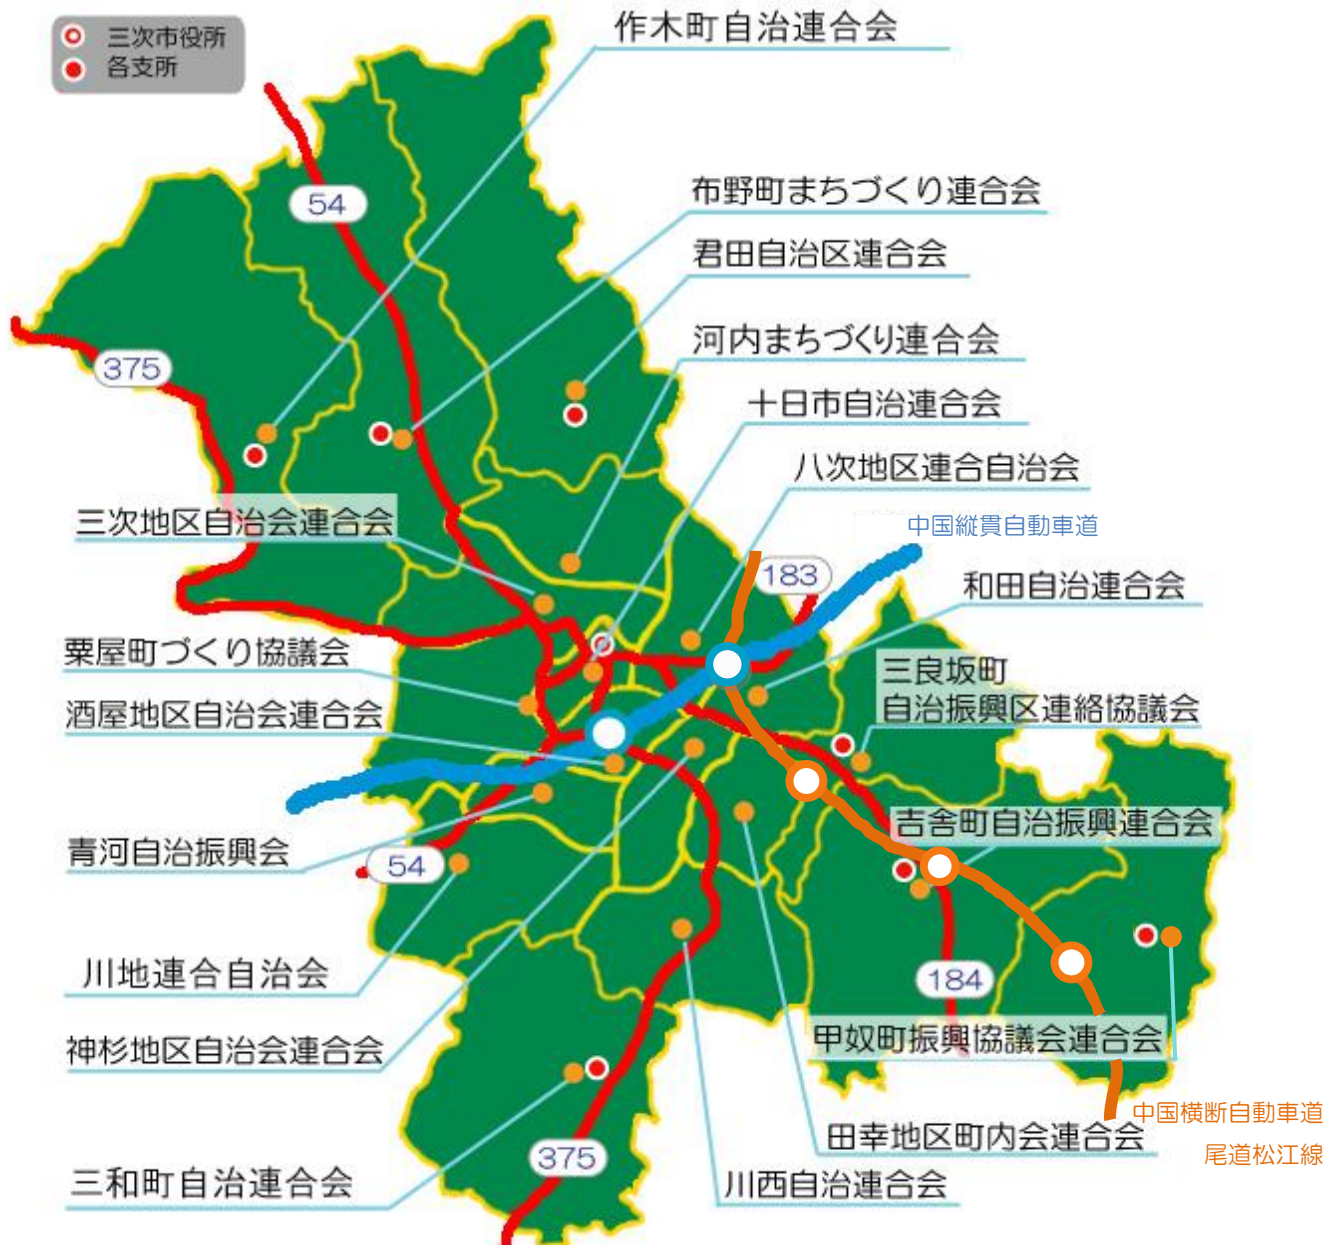 三次市役所
各支所
作木町自治連合会
54
布野町まちづくり連合会
君田自治区連合会
河内まちづくり連合会
375
十日市自治連合会
八次地区連合自治会
三次地区自治会連合会
中国縦貫自動車道
183
和田自治連合会
粟屋町づくり協議会
三良坂町
自治振興区連絡協議会
酒屋地区自治会連合会
吉舎町自治振興連合会
青河自治振興会
54
川地連合自治会
184
神杉地区自治会連合会
甲奴町振興協議会連合会
中国横断自動車道
尾道松江線
田幸地区町内会連合会
375
三和町自治連合会
川西自治連合会